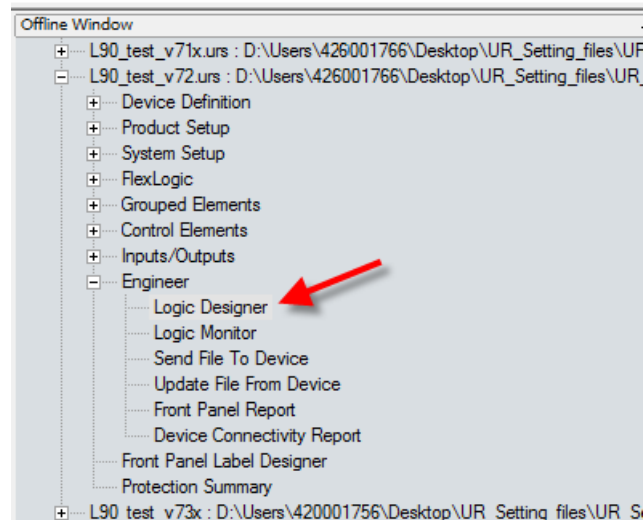 Offline Window
L90_test_v71x.urs : D:\Users\426001766\Desktop\UR_Setting_files\UR
L90_test_v72.urs : D:\Users\426001766\Desktop\UR_Setting_files\UR_
Device Definition
Product Setup
System Setup
FlexLogic
Grouped Elements
Control Elements
Inputs/Outputs
Engineer
Logic Designer
Logic Monitor
Send File To Device
Update File From Device
Front Panel Report
Device Connectivity Report
Front Panel Label Designer
Protection Summary
L90_test_v73x : D:\Users\420001756\Desktop\UR_Setting_files\UR_Se